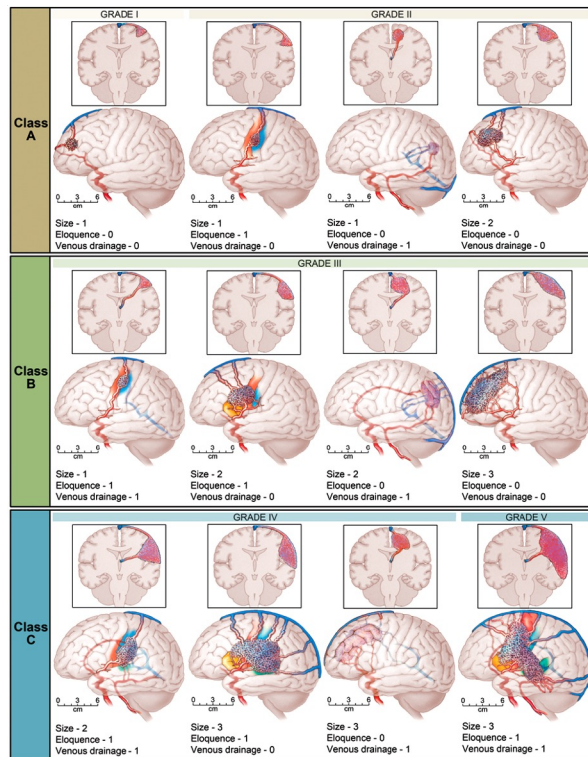 GRADE I
GRADE II
Class
A
0 3 6
cm
0 3 6
cm
0 3 6
cm
0 3 6
cm
Size - 1
Eloquence - 0
Venous drainage - 0
Size - 1
Eloquence - 1
Venous drainage - 0
Size - 1
Eloquence - 0
Venous drainage - 1
Size - 2
Eloquence - 0
Venous drainage - 0
GRADE III
Class
B
0 3 6
cm
0 3 6
cm
0 3 6
cm
0 3 6
cm
Size - 1
Eloquence - 1
Venous drainage - 1
Size - 2
Eloquence - 1
Venous drainage - 0
Size - 2
Eloquence - 0
Venous drainage - 1
Size - 3
Eloquence - 0
Venous drainage - 0
GRADE IV
GRADE V
Class
C
0 3 6
cm
0 3 6
cm
0 3 6
cm
0 3 6
cm
Size - 2
Eloquence - 1
Venous drainage - 1
Size - 3
Eloquence - 1
Venous drainage - 0
Size - 3
Eloquence - 0
Venous drainage - 1
Size - 3
Eloquence - 1
Venous drainage - 1